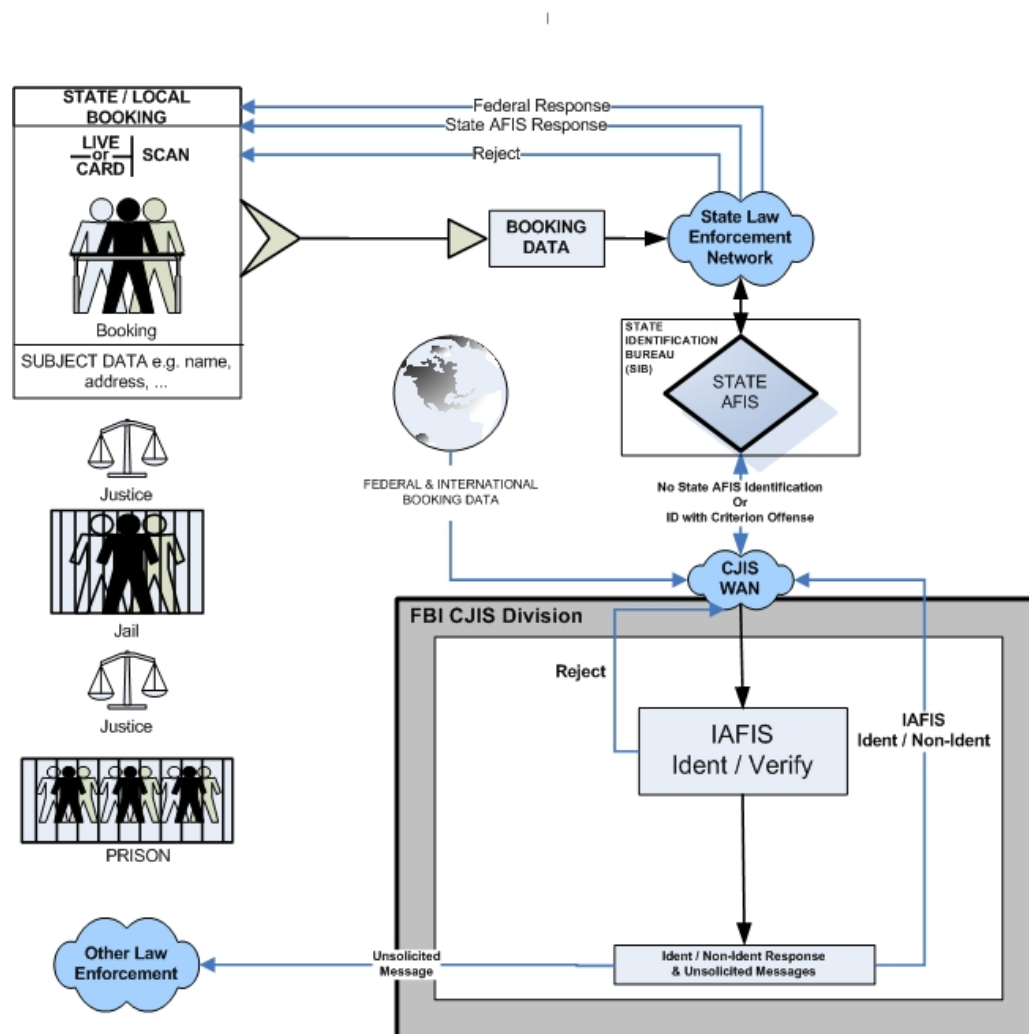 STATE / LOCAL
BOOKING
LIVE
or
CARD
SCAN
Booking
SUBJECT DATA e.g. name,
address, ...
Federal Response
State AFIS Response
Reject
BOOKING
DATA
State Law
Enforcement
Network
STATE
IDENTIFICATION
BUREAU
(SIB)
STATE
AFIS
No State AFIS Identification
Or
ID with Criterion Offense
FEDERAL & INTERNATIONAL
BOOKING DATA
CJIS
WAN
Justice
Jail
Justice
PRISON
FBI CJIS Division
Reject
IAFIS
Ident / Verify
IAFIS
Ident / Non-Ident
Ident / Non-Ident Response
& Unsolicited Messages
Unsolicited
Message
Other Law
Enforcement